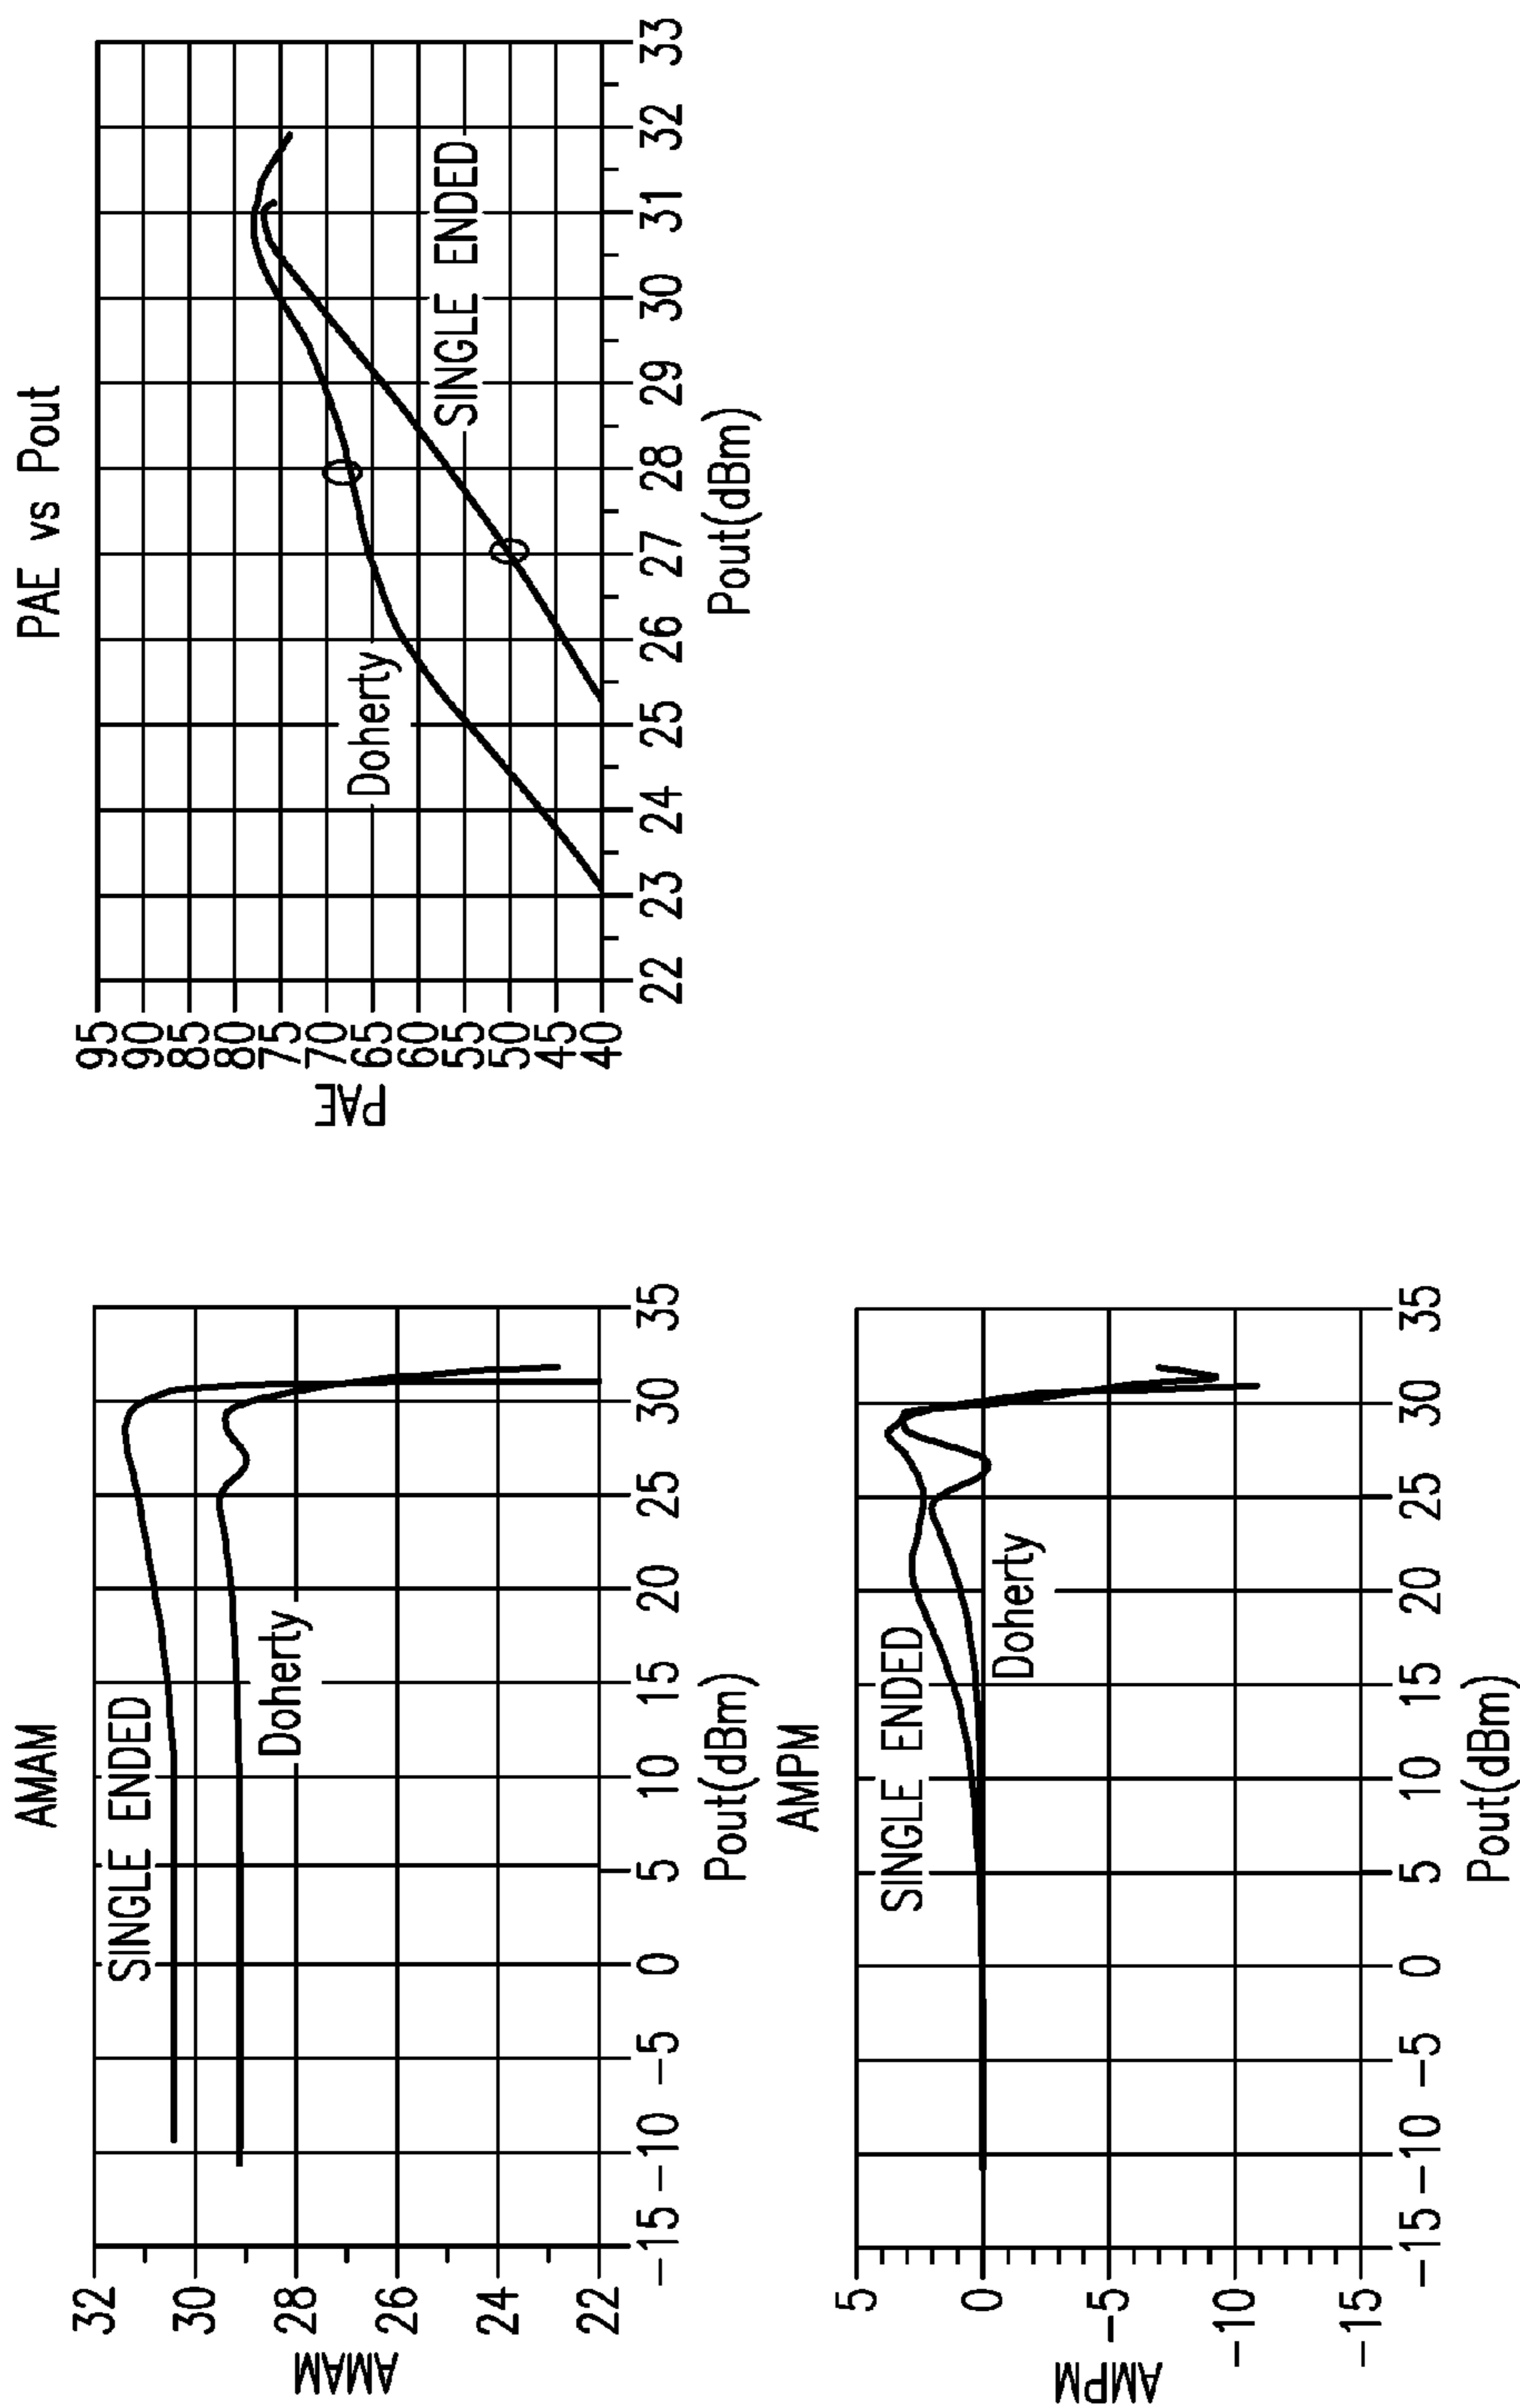 AMAM
AMAM
32
30
28
26
24
22
SINGLE ENDED
Doherty
-15 -10 -5 0 5 10 15 20 25 30 35
Pout(dBm)
PAE vs Pout
PAE
95
90
85
80
75
70
65
60
55
50
45
40
Doherty
SINGLE ENDED
22 23 24 25 26 27 28 29 30 31 32 33
Pout(dBm)
AMPM
AMPM
5
0
-5
-10
-15
SINGLE ENDED
Doherty
-15 -10 -5 0 5 10 15 20 25 30 35
Pout(dBm)